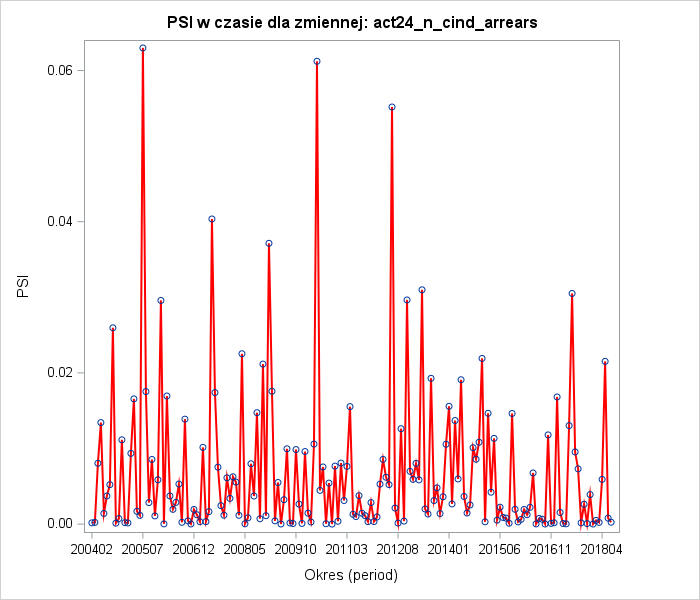 PSI w czasie dla zmiennej: act24_n_cind_arrears
0.06
0.04
0.02
0.00
PSI
200402 200507 200612 200805 200910 201103 201208 201401 201506 201611 201804
Okres (period)